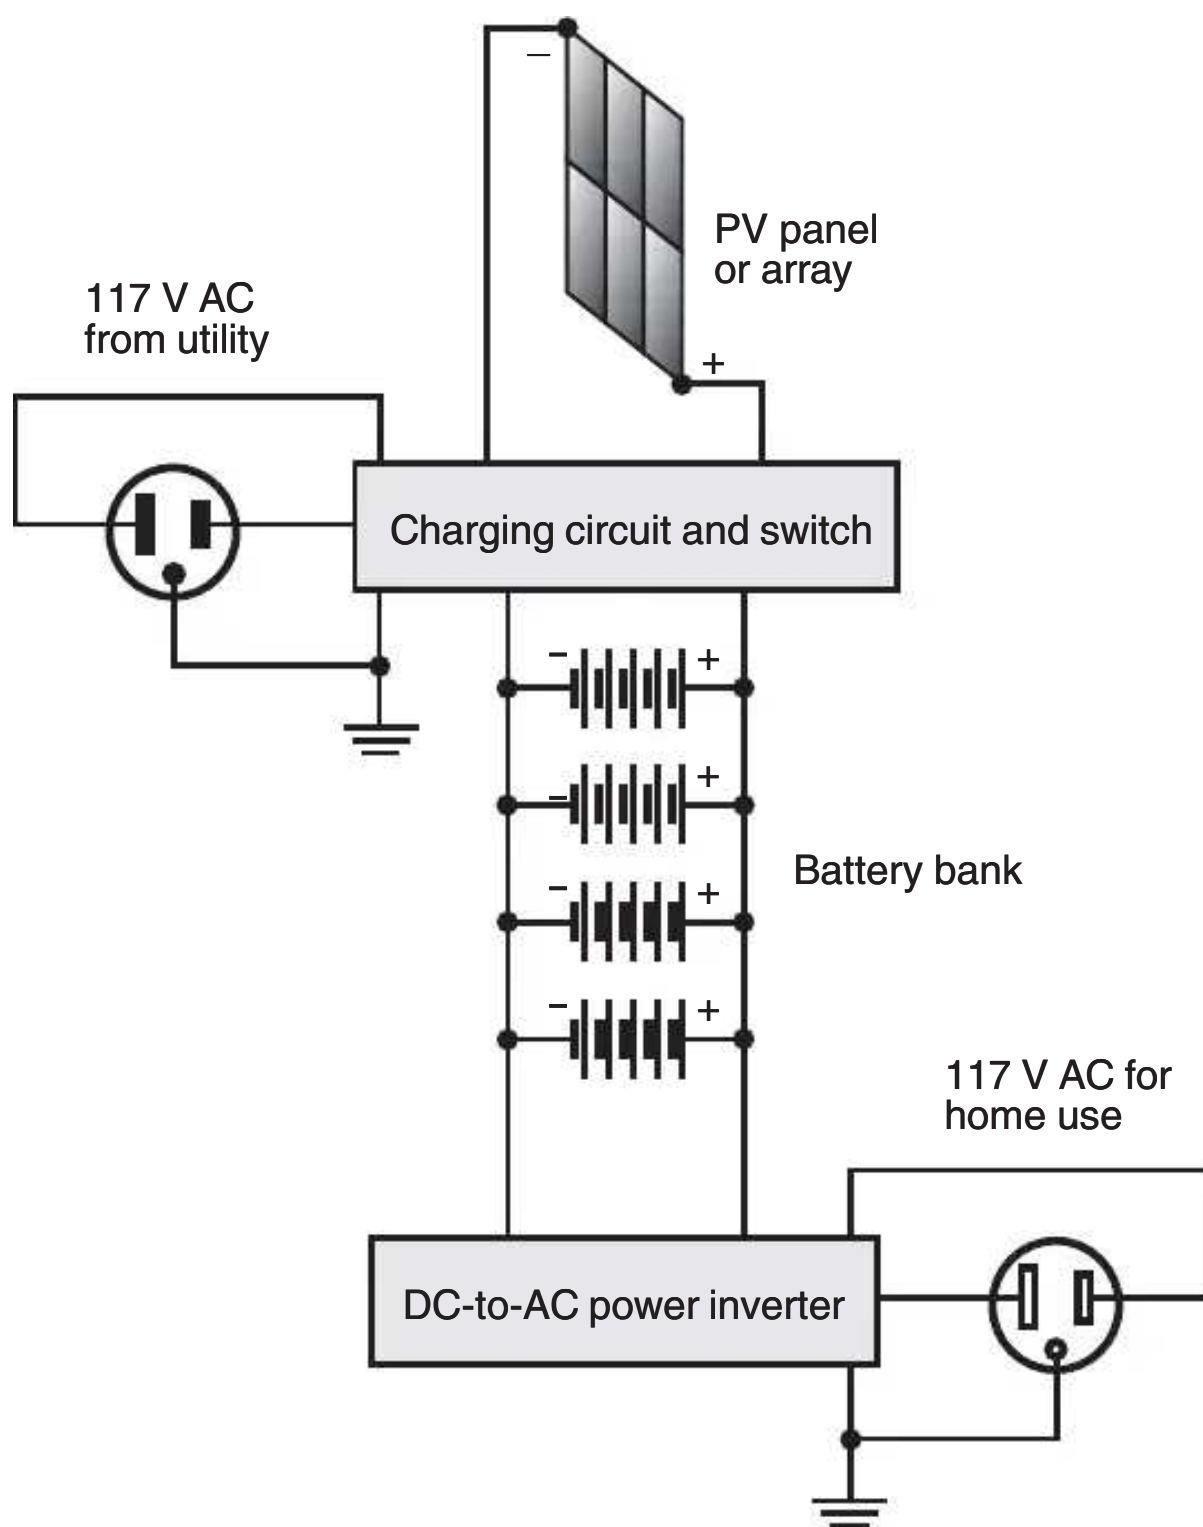 −
PV panel
or array
117 V AC
from utility
+
Charging circuit and switch
− +
− +
Battery bank
− +
− +
117 V AC for
home use
DC-to-AC power inverter